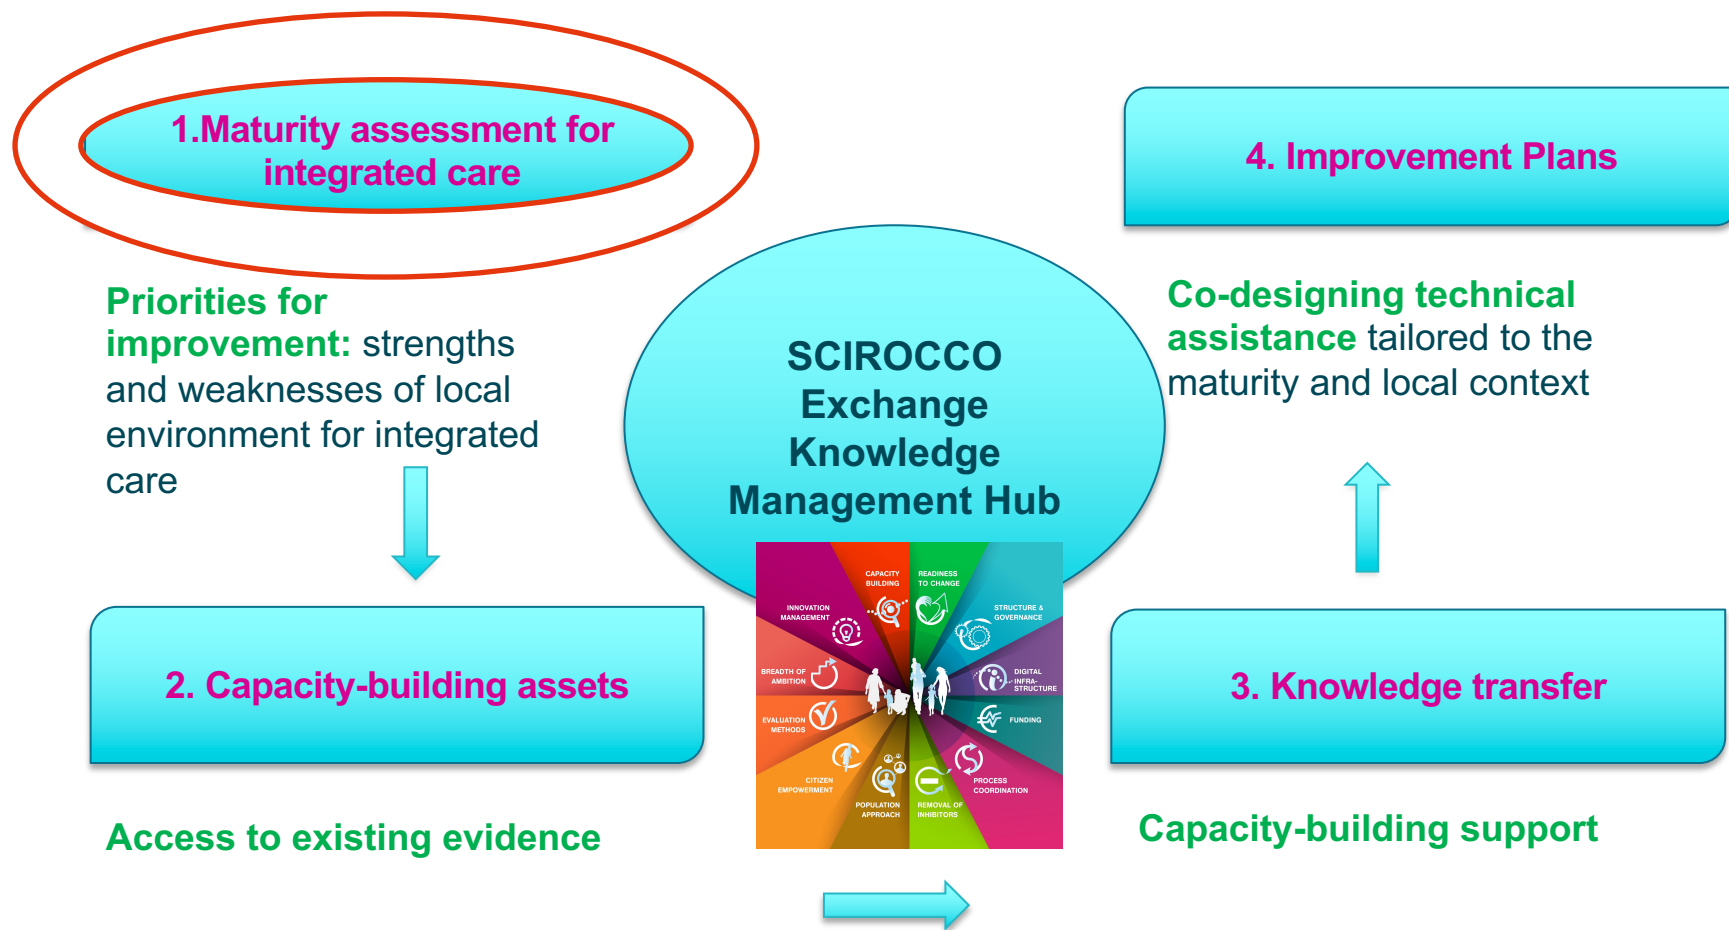 1.Maturity assessment for
integrated care
Priorities for
improvement: strengths
and weaknesses of local
environment for integrated
care
2. Capacity-building assets
Access to existing evidence
SCIROCCO
Exchange
Knowledge
Management Hub
CAPACITY
BUILDING
READINESS
TO CHANGE
INNOVATION
MANAGEMENT
STRUCTURE &
GOVERNANCE
BREADTH OF
AMBITION
DIGITAL
INFRA-
STRUCTURE
EVALUATION
METHODS
FUNDING
CITIZEN
EMPOWERMENT
PROCESS
COORDINATION
POPULATION
APPROACH
REMOVAL OF
INHIBITORS
4. Improvement Plans
Co-designing technical
assistance tailored to the
maturity and local context
3. Knowledge transfer
Capacity-building support